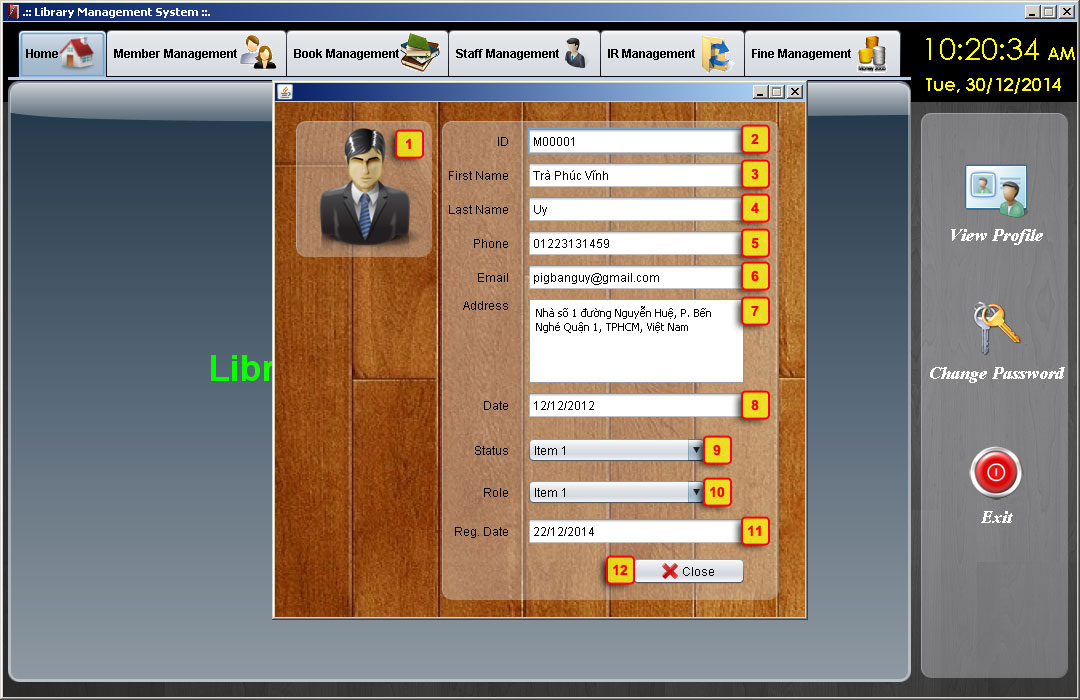 .:: Library Management System ::.
Home
Member Management
Book Management
Staff Management
IR Management
Fine Management
10:20:34 AM
Tue, 30/12/2014
1
ID M00001 2
First Name Trà Phúc Vĩnh 3
Last Name Uy 4
Phone 01223131459 5
Email pigbanguy@gmail.com 6
Address Nhà số 1 đường Nguyễn Huệ, P. Bến 7
Nghé Quận 1, TPHCM, Việt Nam
Date 12/12/2012 8
Status Item 1 9
Role Item 1 10
Reg. Date 22/12/2014 11
12 Close
Libr
View Profile
Change Password
Exit